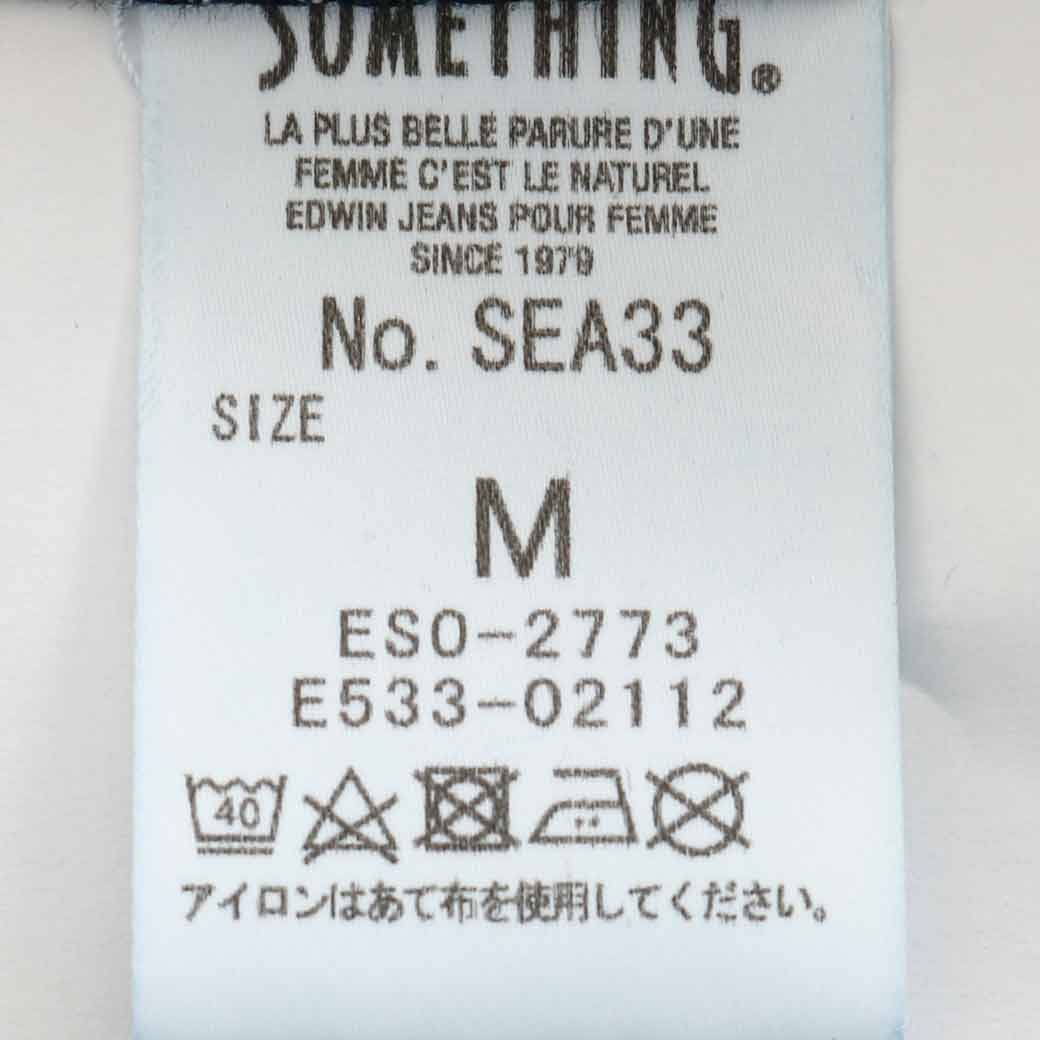 SOMETHING®
LA PLUS BELLE PARURE D'UNE
FEMME C'EST LE NATUREL
EDWIN JEANS POUR FEMME
SINCE 1979
No. SEA33
SIZE
M
ESO-2773
E533-02112
40
アイロンはあて布を使用してください。